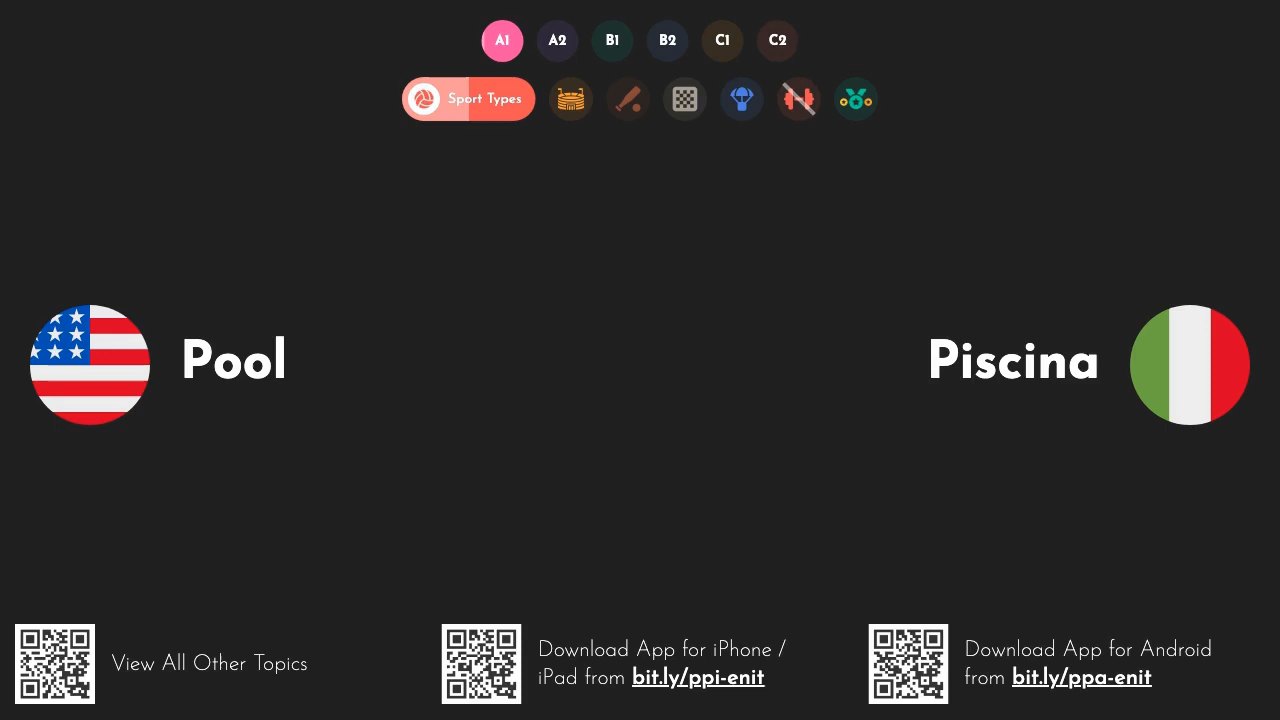 A1 A2 B1 B2 C1 C2
Sport Types
Pool
Piscina
View All Other Topics
Download App for iPhone /
iPad from bit.ly/ppi-enit
Download App for Android
from bit.ly/ppa-enit